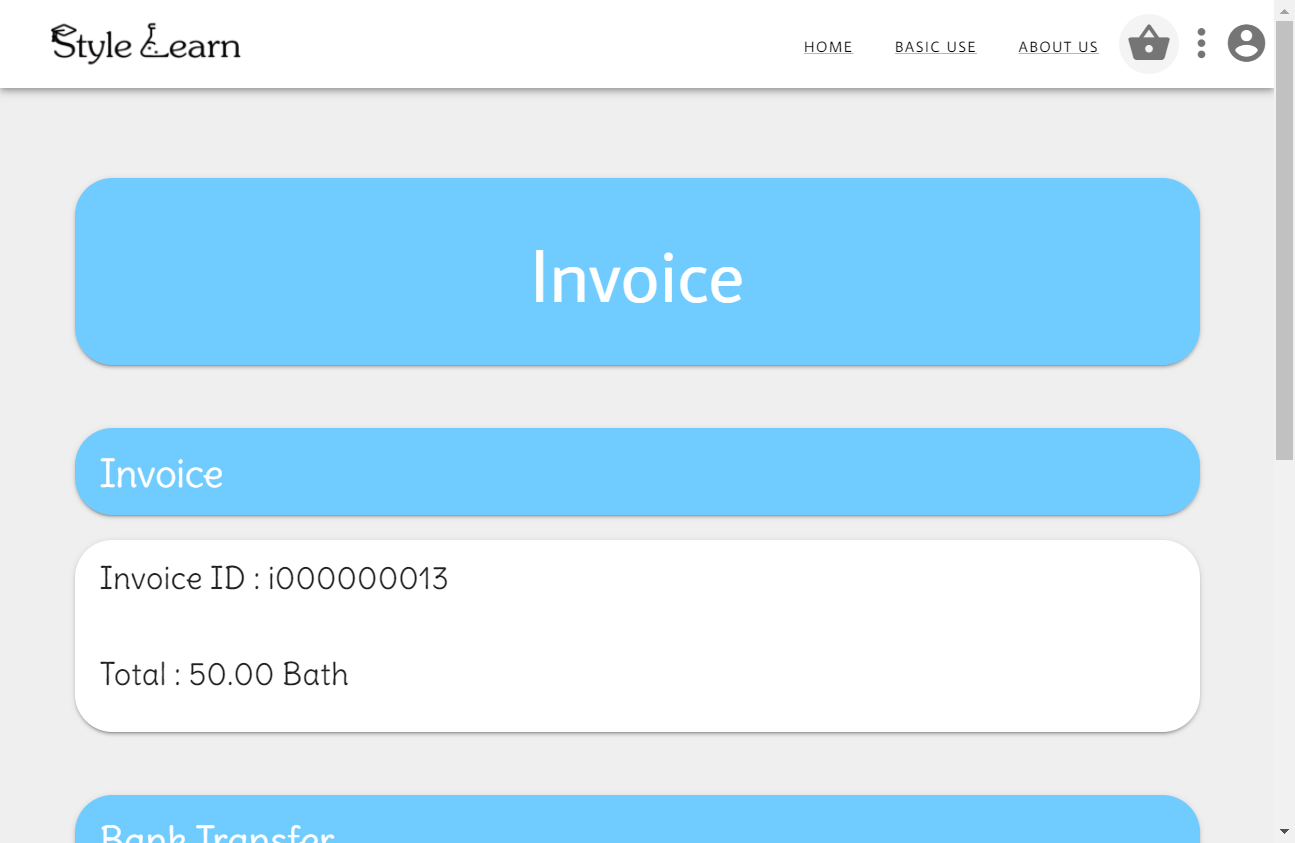 Style Learn
HOME BASIC USE ABOUT US
Invoice
Invoice
Invoice ID : i000000013
Total : 50.00 Bath
Bank Transfer